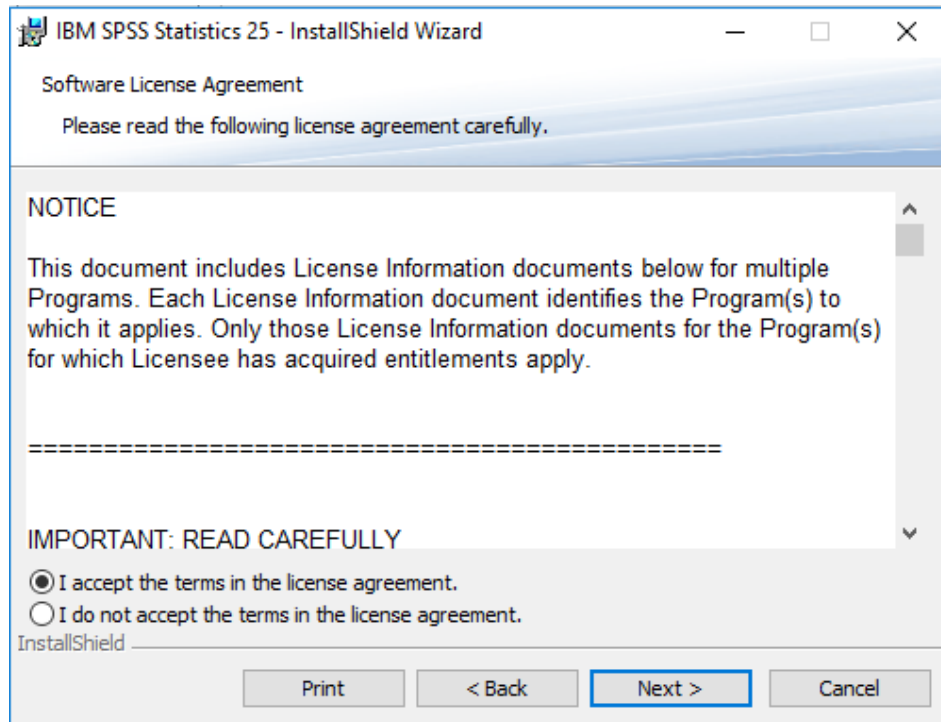 IBM SPSS Statistics 25 - InstallShield Wizard
Software License Agreement
Please read the following license agreement carefully.
NOTICE
This document includes License Information documents below for multiple
Programs. Each License Information document identifies the Program(s) to
which it applies. Only those License Information documents for the Program(s)
for which Licensee has acquired entitlements apply.
==============================================
IMPORTANT: READ CAREFULLY
I accept the terms in the license agreement.
I do not accept the terms in the license agreement.
InstallShield
Print
< Back
Next >
Cancel